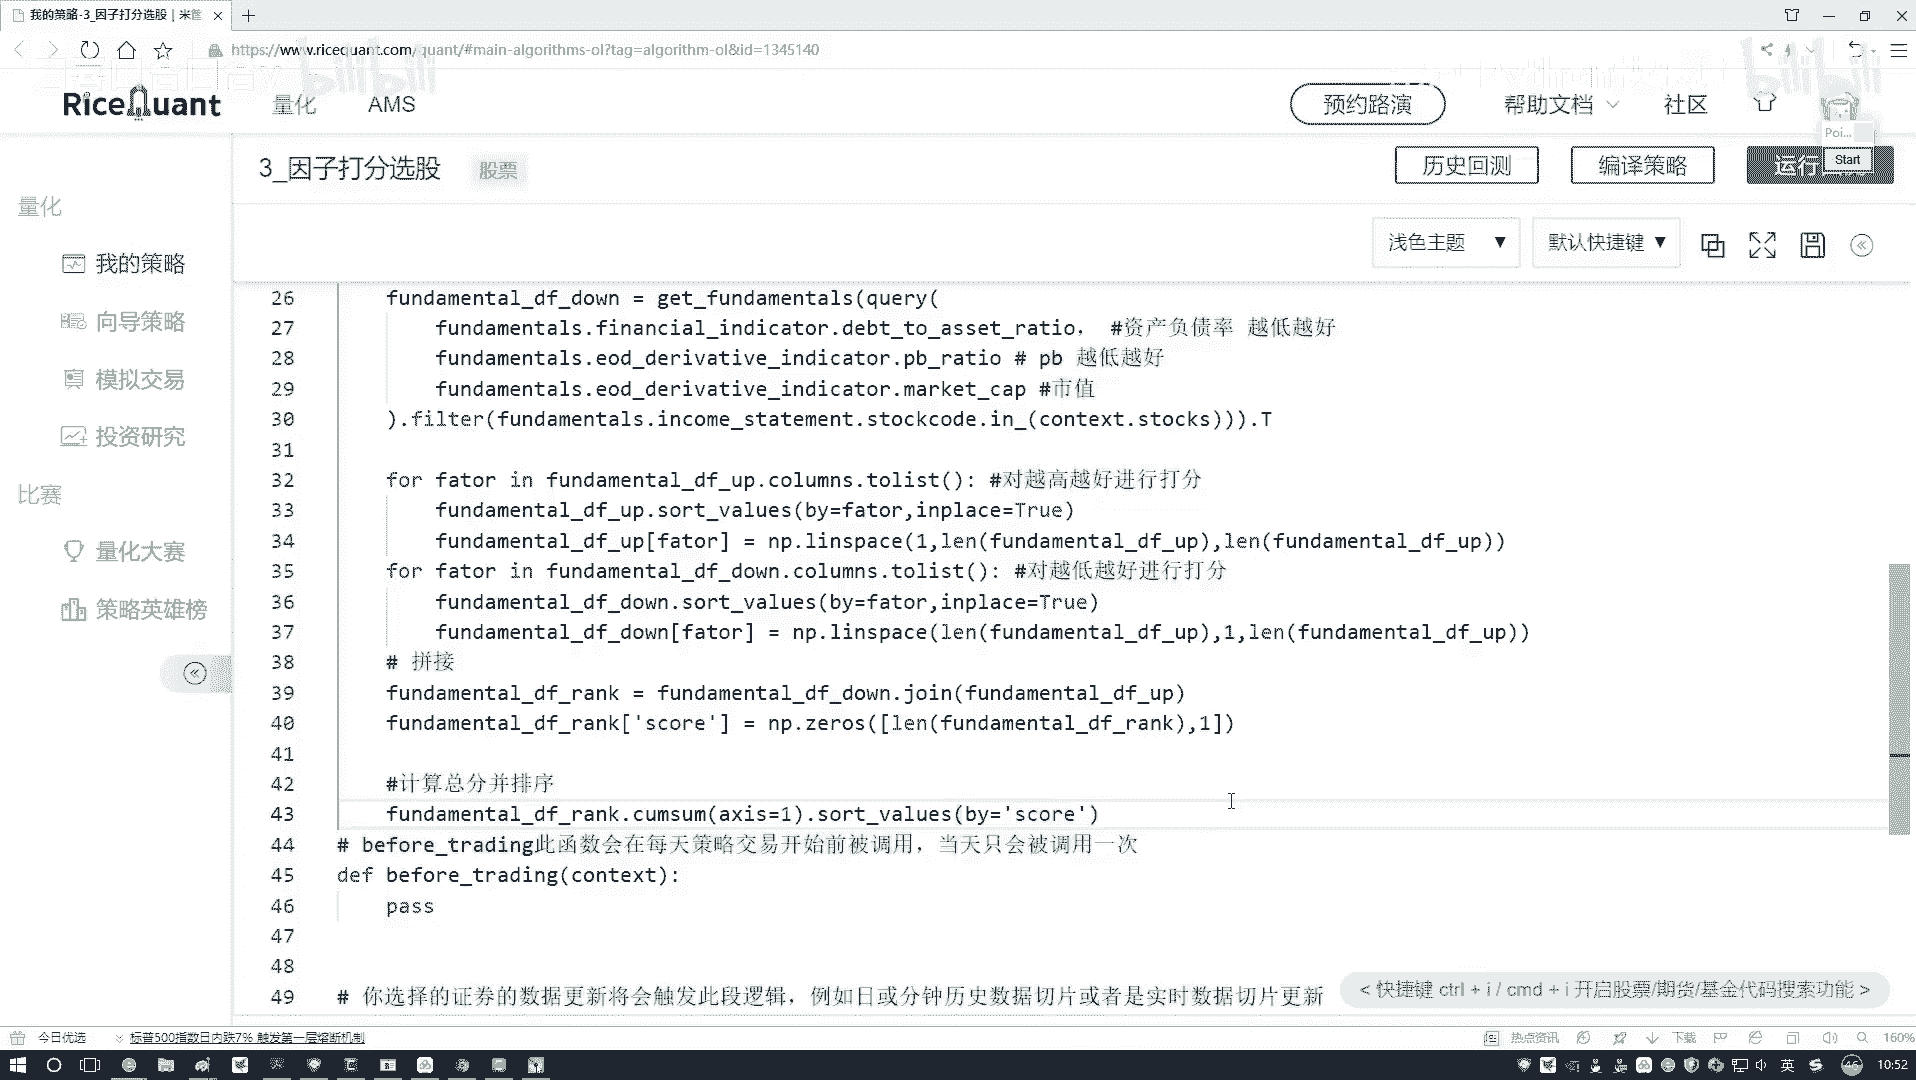 我的策略-3_因子打分选股 | 米筐
https://www.ricequant.com/quant/#main-algorithms-ol?tag=algorithm-ol&id=1345140
bilibili
bilibili
RiceQuant
量化
AMS
预约路演
帮助文档
社区
Poi...
Start
3_因子打分选股
股票
历史回测
编译策略
运行
量化
我的策略
向导策略
模拟交易
投资研究
比赛
量化大赛
策略英雄榜
浅色主题 ▼
默认快捷键 ▼
26 fundamental_df_down = get_fundamentals(query(
27 fundamentals.financial_indicator.debt_to_asset_ratio， #资产负债率 越低越好
28 fundamentals.eod_derivative_indicator.pb_ratio # pb 越低越好
29 fundamentals.eod_derivative_indicator.market_cap #市值
30 ).filter(fundamentals.income_statement.stockcode.in_(context.stocks))).T
31
32 for fator in fundamental_df_up.columns.tolist(): #对越高越好进行打分
33 fundamental_df_up.sort_values(by=fator,inplace=True)
34 fundamental_df_up[fator] = np.linspace(1,len(fundamental_df_up),len(fundamental_df_up))
35 for fator in fundamental_df_down.columns.tolist(): #对越低越好进行打分
36 fundamental_df_down.sort_values(by=fator,inplace=True)
37 fundamental_df_down[fator] = np.linspace(len(fundamental_df_up),1,len(fundamental_df_up))
38 # 拼接
39 fundamental_df_rank = fundamental_df_down.join(fundamental_df_up)
40 fundamental_df_rank['score'] = np.zeros([len(fundamental_df_rank),1])
41
42 #计算总分并排序
43 fundamental_df_rank.cumsum(axis=1).sort_values(by='score')
44 # before_trading此函数会在每天策略交易开始前被调用，当天只会被调用一次
45 def before_trading(context):
46 pass
47
48
49 # 你选择的证券的数据更新将会触发此段逻辑，例如日或分钟历史数据切片或者是实时数据切片更新
< 快捷键 ctrl + i / cmd + i 开启股票/期货/基金代码搜索功能 >
今日优选
标普500指数日内跌7% 触发第一层熔断机制
热点资讯
下载
160%
英
46
10:52